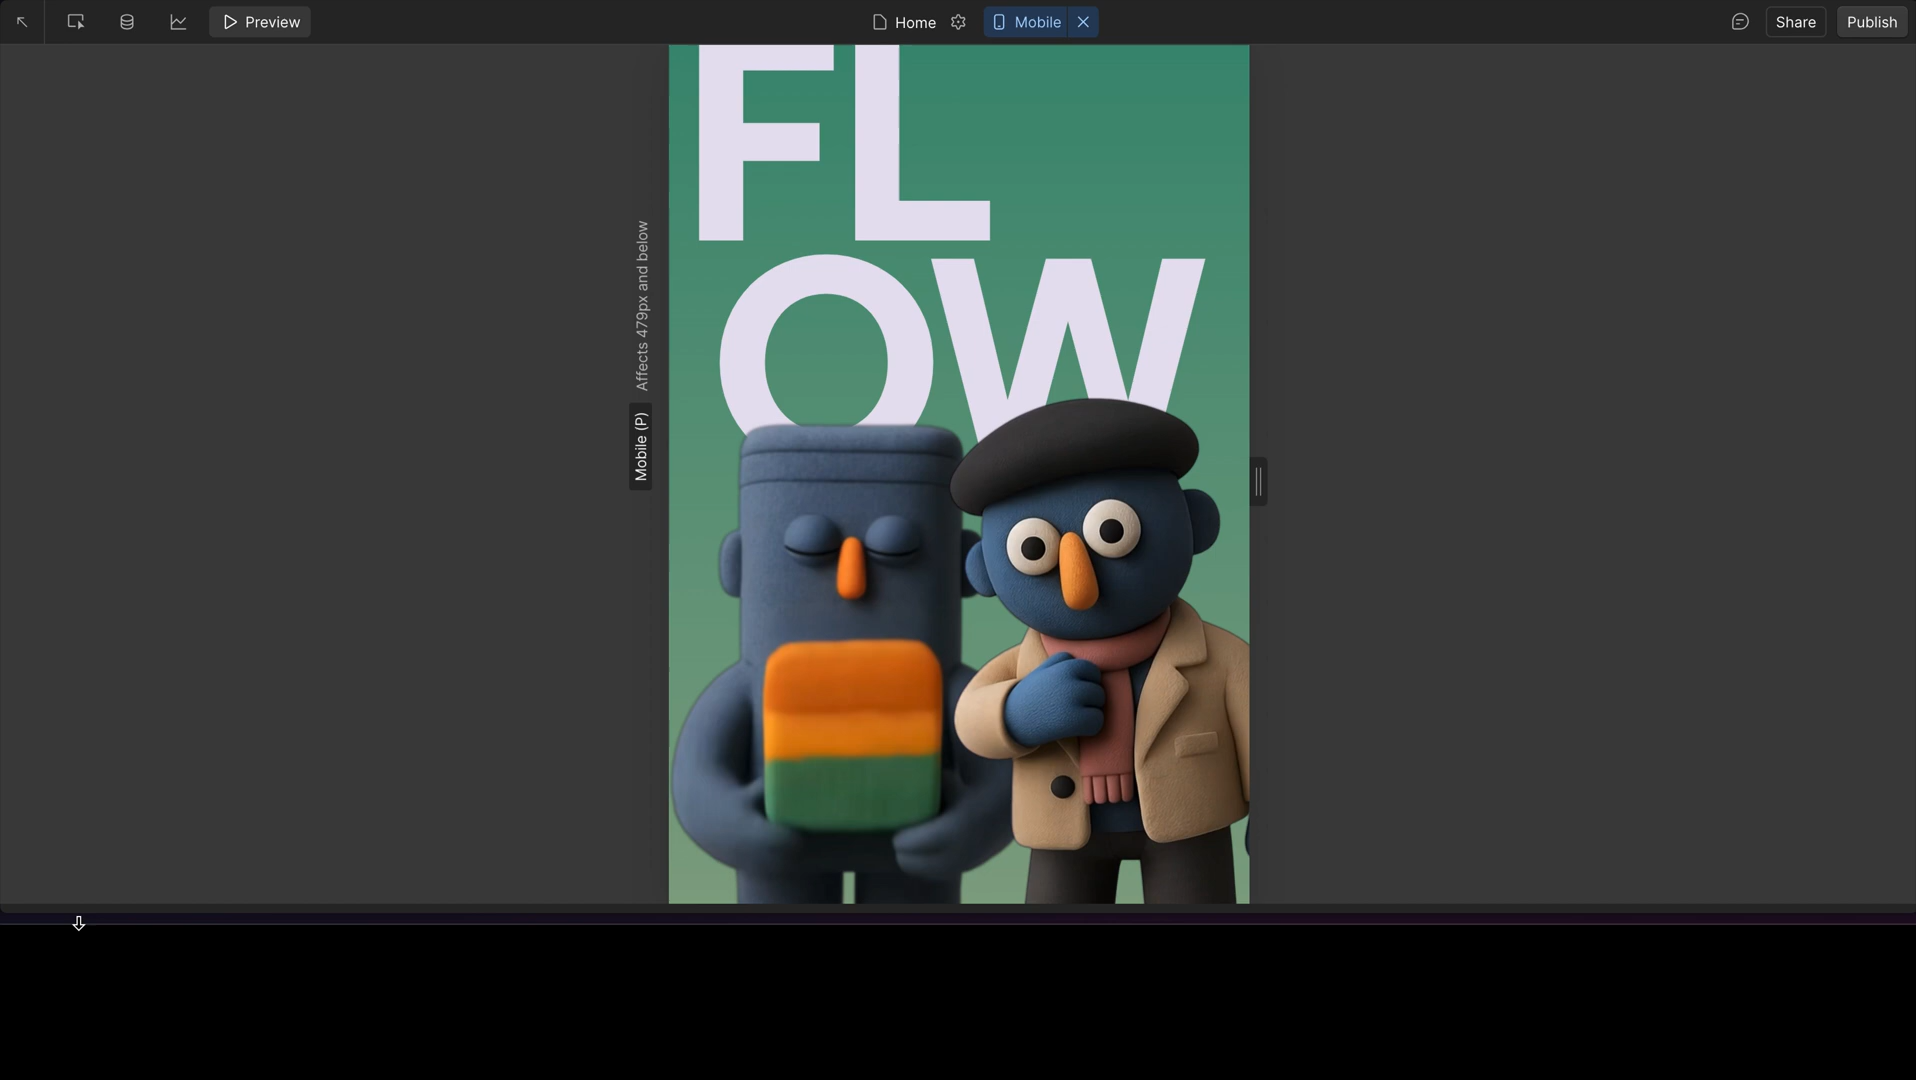 Preview
Home
Mobile
Share
Publish
FL
OW
Affects 479px and below
Mobile (P)